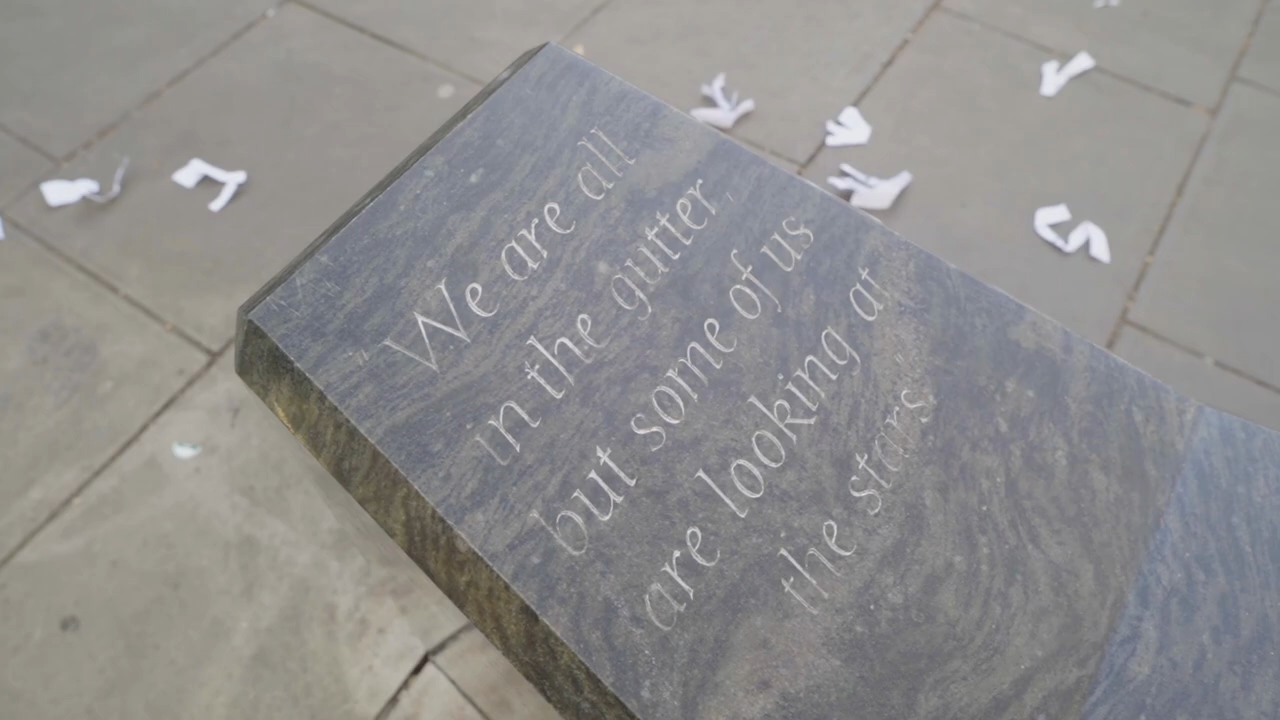 "We are all
in the gutter,
but some of us
are looking at
the stars"